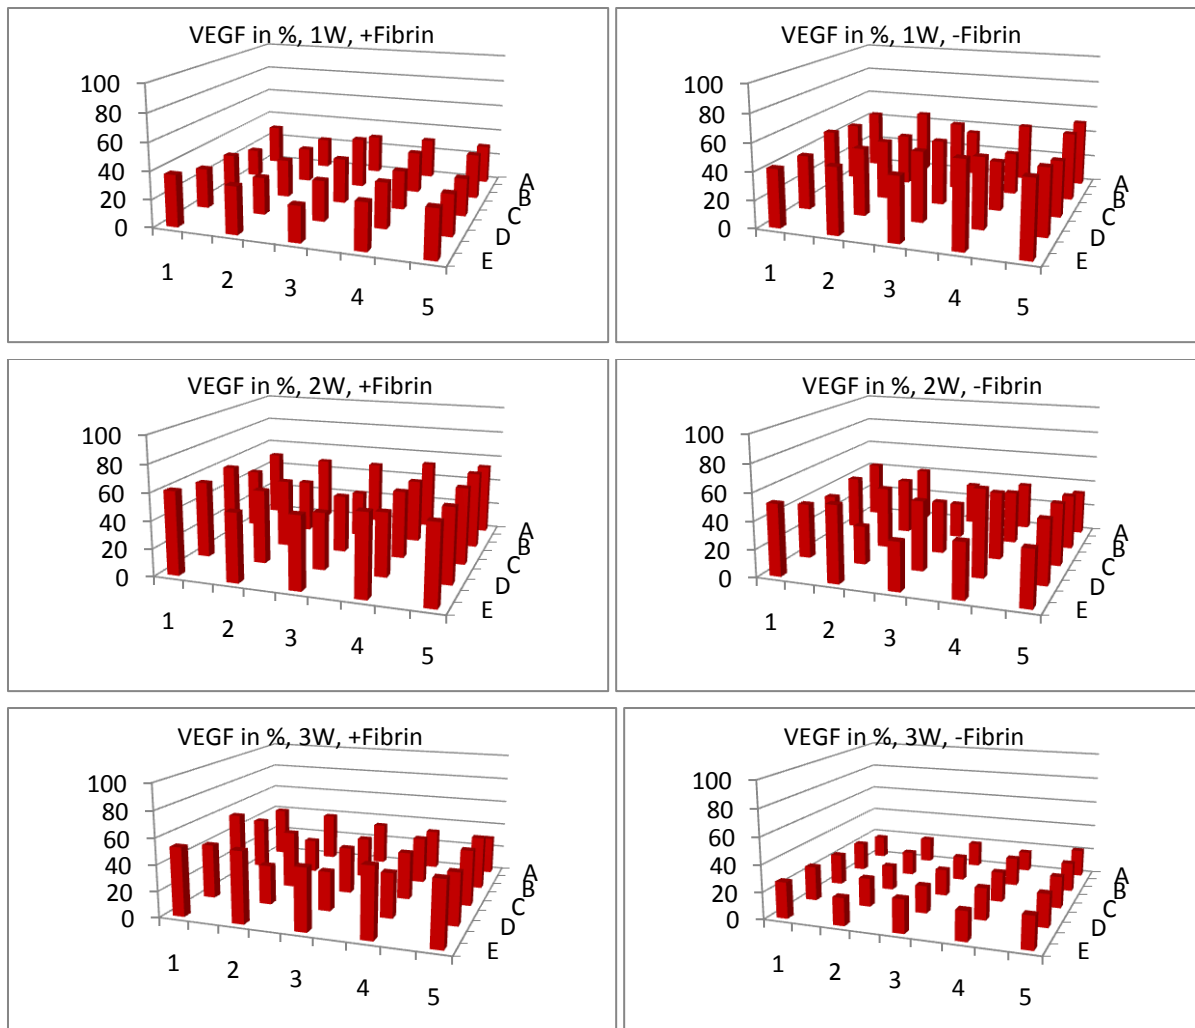 VEGF in %, 1W, +Fibrin
100
80
60
40
20
0
1
2
3
4
5
A
B
C
D
E
VEGF in %, 1W, -Fibrin
100
80
60
40
20
0
1
2
3
4
5
A
B
C
D
E
VEGF in %, 2W, +Fibrin
100
80
60
40
20
0
1
2
3
4
5
A
B
C
D
E
VEGF in %, 2W, -Fibrin
100
80
60
40
20
0
1
2
3
4
5
A
B
C
D
E
VEGF in %, 3W, +Fibrin
100
80
60
40
20
0
1
2
3
4
5
A
B
C
D
E
VEGF in %, 3W, -Fibrin
100
80
60
40
20
0
1
2
3
4
5
A
B
C
D
E